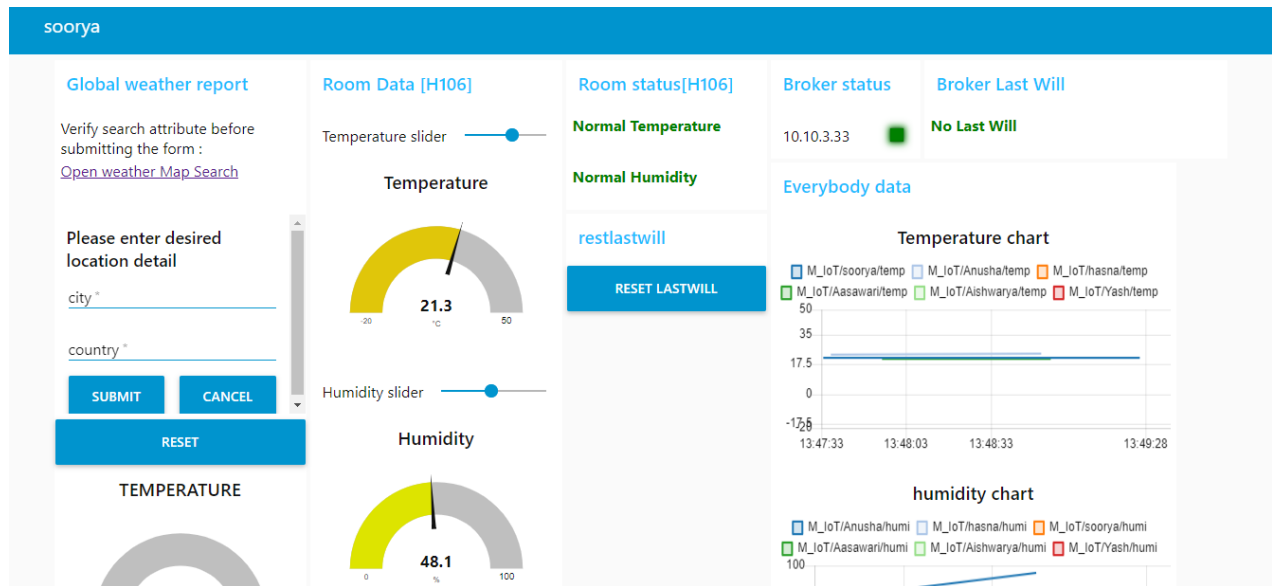 soorya
Global weather report
Verify search attribute before
submitting the form :
Open weather Map Search
Please enter desired
location detail
city *
country *
SUBMIT
CANCEL
RESET
TEMPERATURE
Room Data [H106]
Temperature slider
Temperature
21.3
-20
°C
50
Humidity slider
Humidity
48.1
0
%
100
Room status[H106]
Normal Temperature
Normal Humidity
restlastwill
RESET LASTWILL
Broker status
10.10.3.33
Broker Last Will
No Last Will
Everybody data
Temperature chart
M_IoT/soorya/temp M_IoT/Anusha/temp M_IoT/hasna/temp
M_IoT/Aasawari/temp M_IoT/Aishwarya/temp M_IoT/Yash/temp
50
35
17.5
0
-17.5
-20
13:47:33 13:48:03 13:48:33 13:49:28
humidity chart
M_IoT/Anusha/humi M_IoT/hasna/humi M_IoT/soorya/humi
M_IoT/Aasawari/humi M_IoT/Aishwarya/humi M_IoT/Yash/humi
100